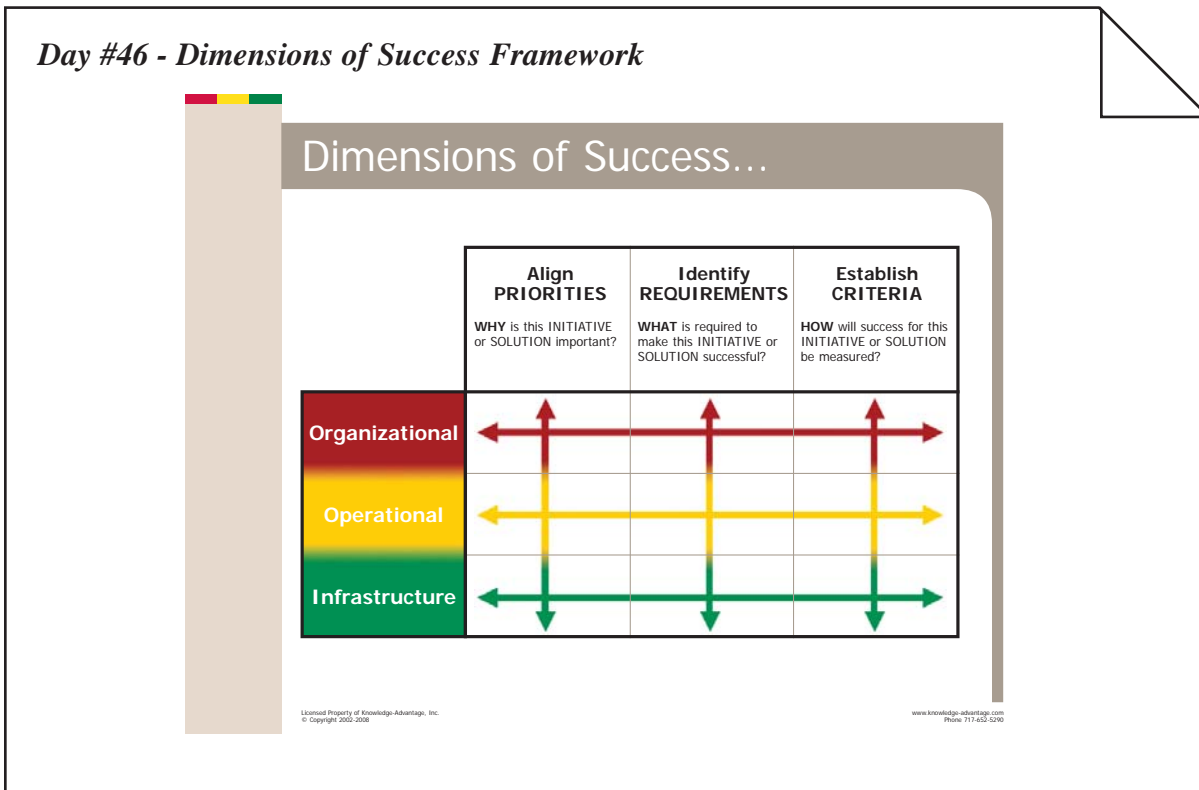 Day #46 - Dimensions of Success Framework
Dimensions of Success...
Align
PRIORITIES
WHY is this INITIATIVE
or SOLUTION important?
Identify
REQUIREMENTS
WHAT is required to
make this INITIATIVE or
SOLUTION successful?
Establish
CRITERIA
HOW will success for this
INITIATIVE or SOLUTION
be measured?
Organizational
Operational
Infrastructure
Licensed Property of Knowledge-Advantage, Inc.
© Copyright 2002-2008
www.knowledge-advantage.com
Phone 717-652-5290